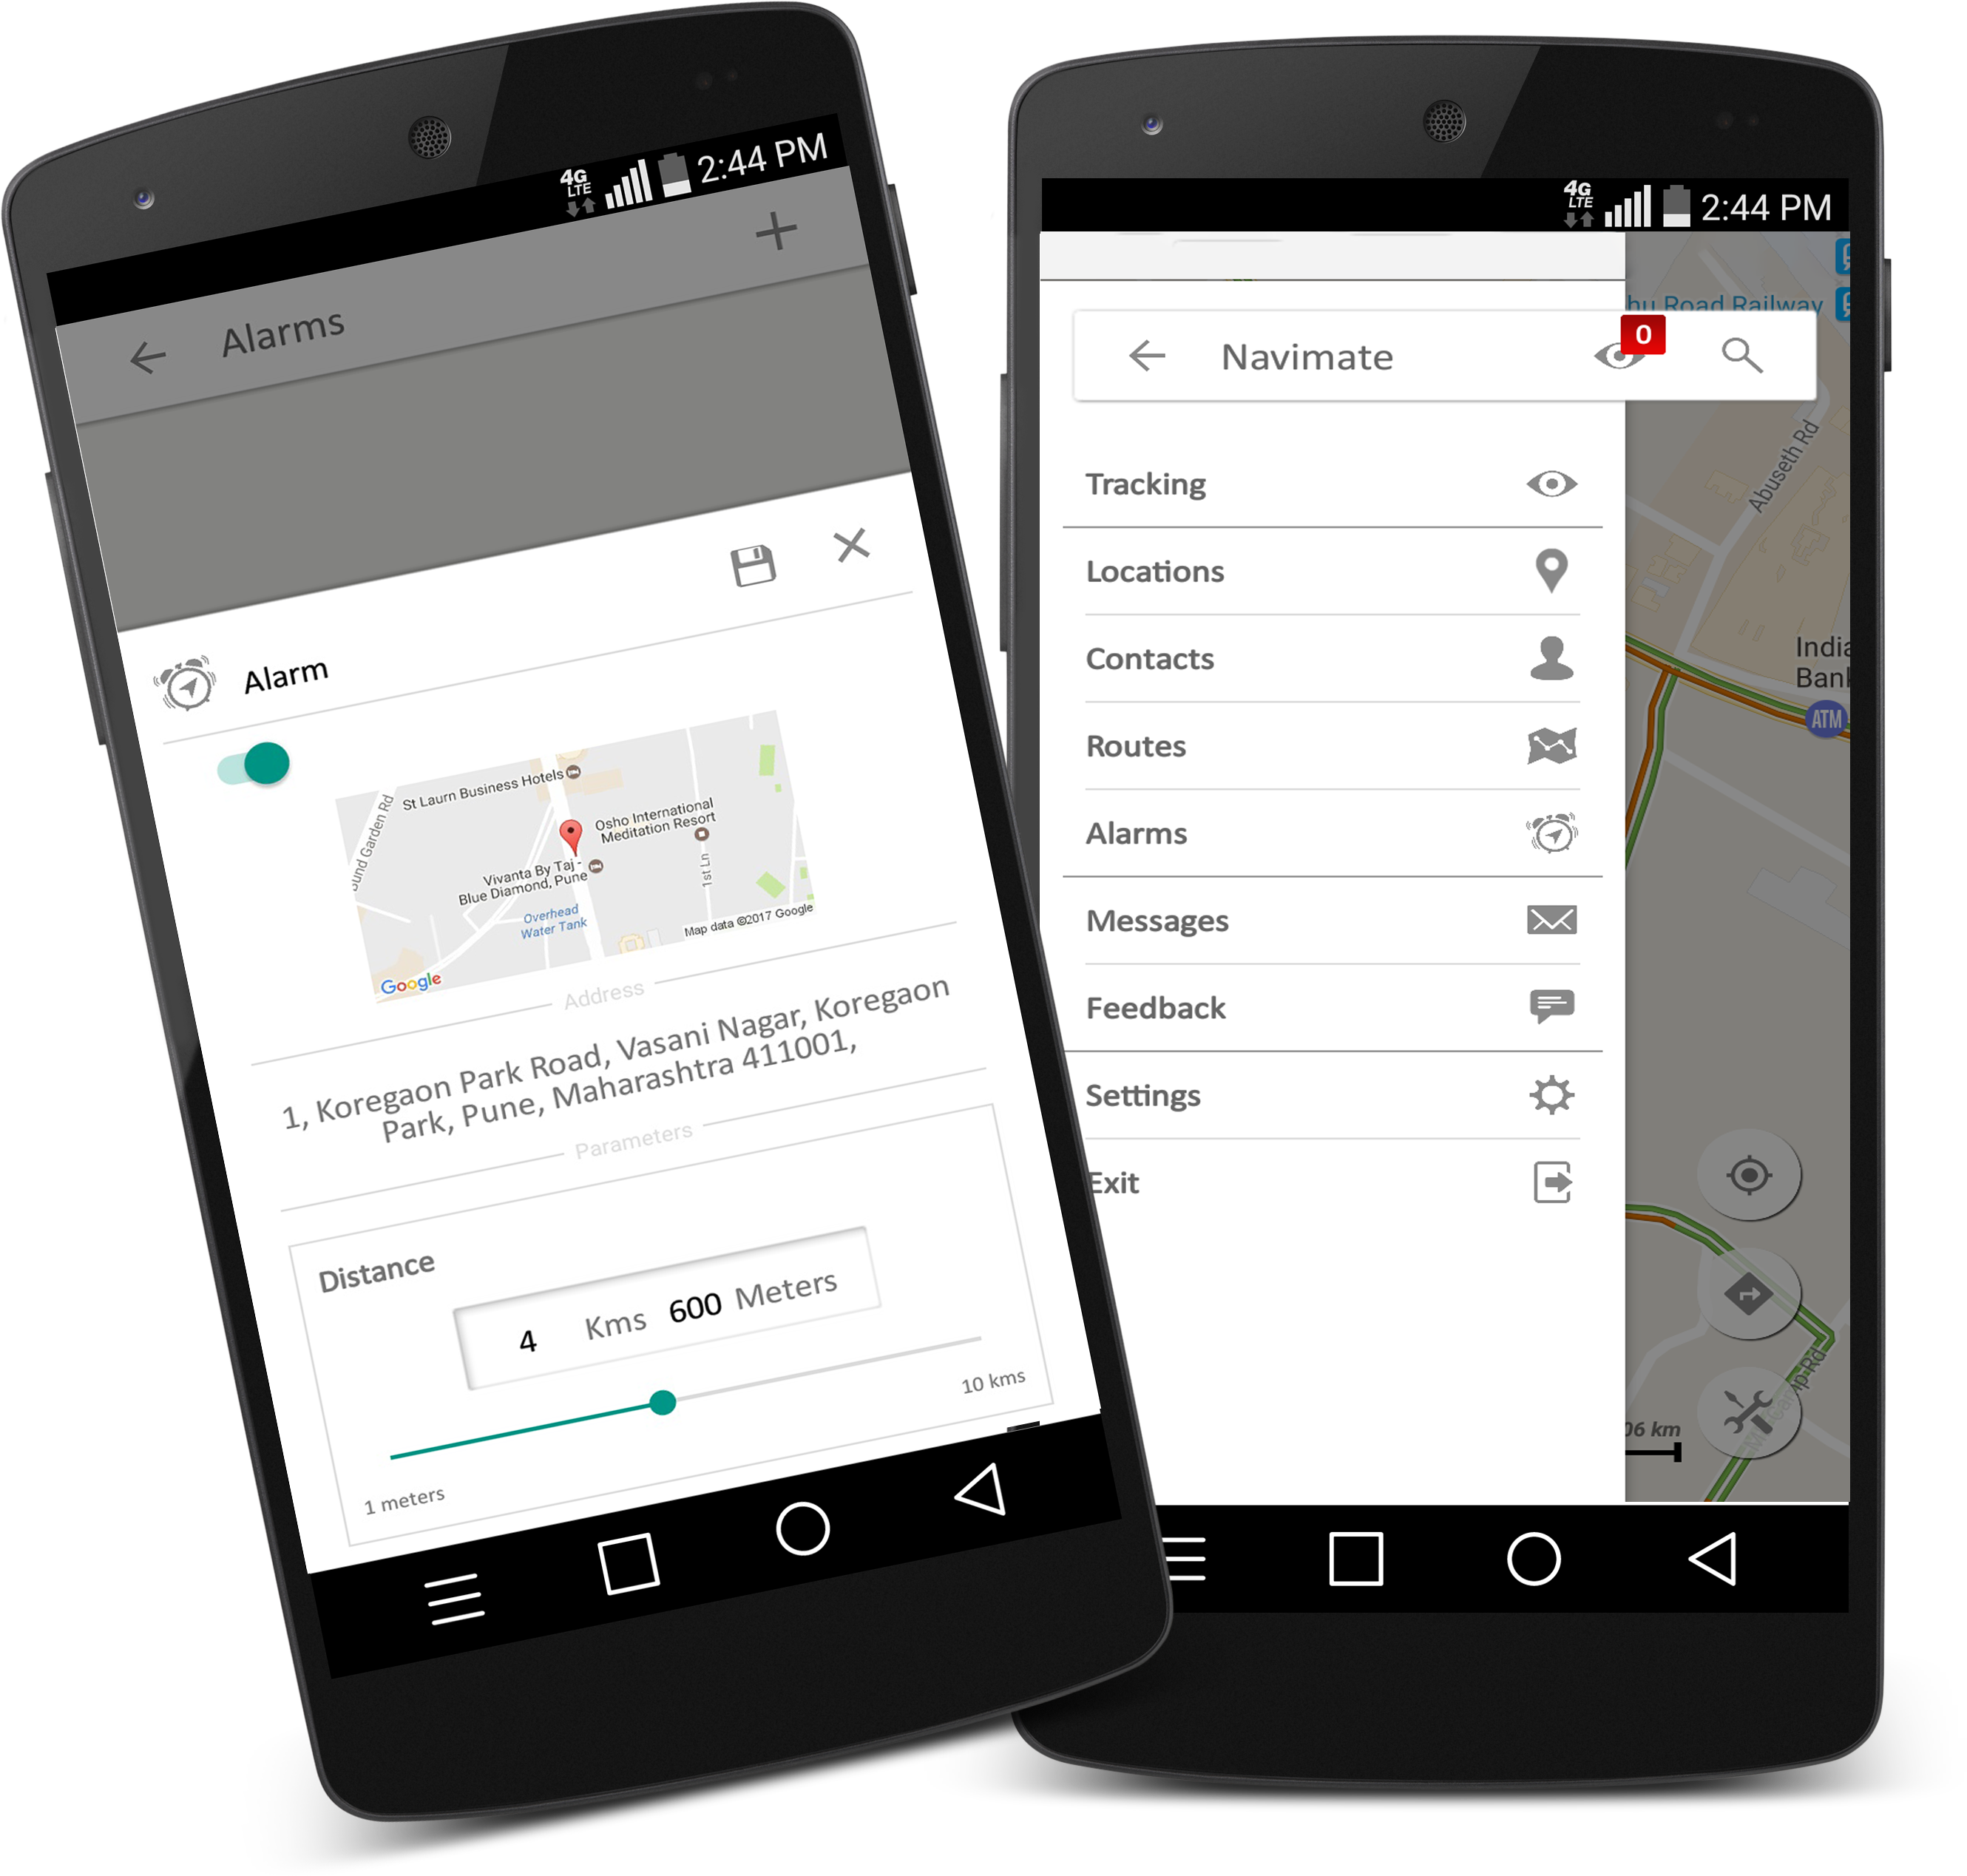 4G
LTE
2:44 PM
Alarms
Alarm
St Laurn Business Hotels
Garden Rd
Osho International
Meditation Resort
Vivanta By Taj -
Blue Diamond, Pune
1st Ln
Overhead
Water Tank
Map data ©2017 Google
Google
Address
1, Koregaon Park Road, Vasani Nagar, Koregaon
Park, Pune, Maharashtra 411001,
Parameters
Distance
4 Kms 600 Meters
10 kms
1 meters
4G
LTE
2:44 PM
Road Railway
Navimate
0
Tracking
Locations
Contacts
Routes
Alarms
Messages
Feedback
Settings
Exit
Abuseth Rd
India
Bank
ATM
Camp Rd
06 km